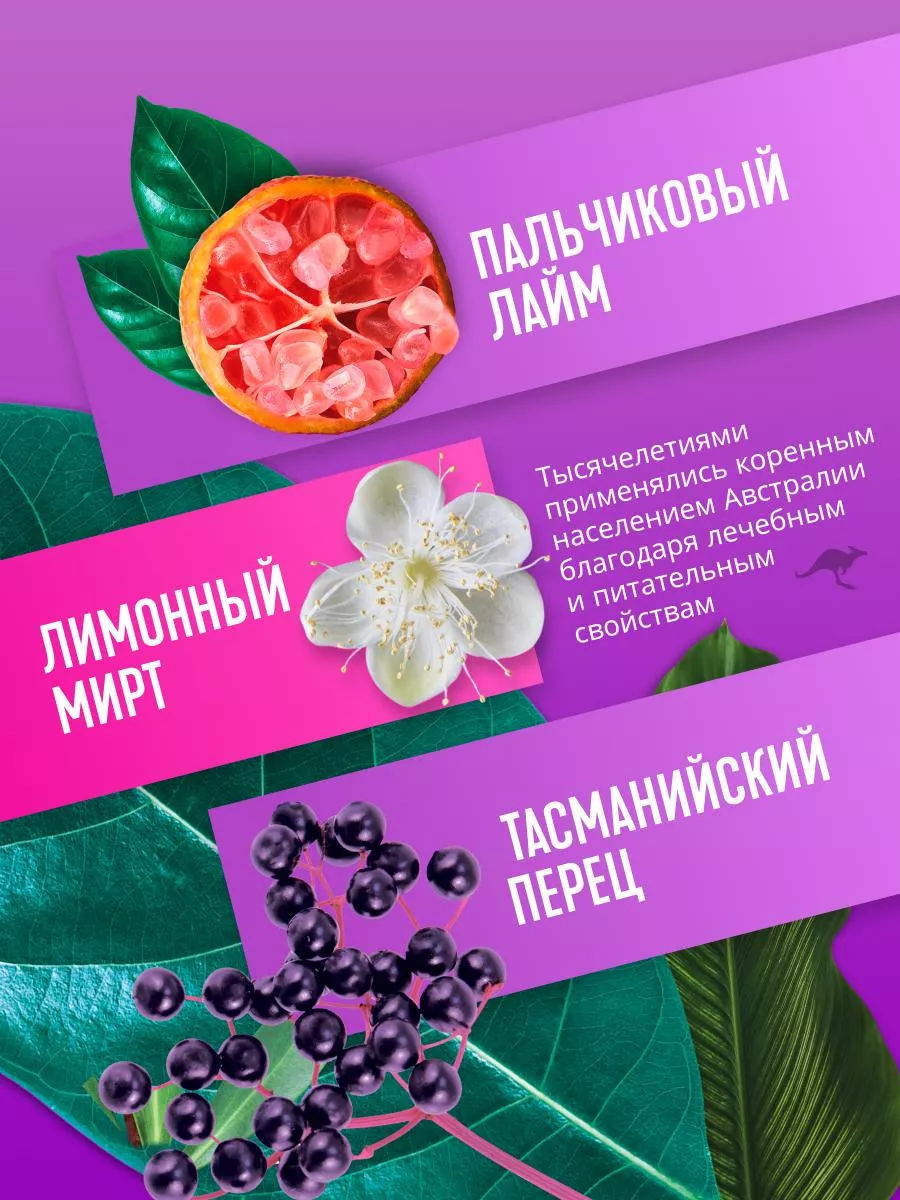 ПАЛЬЧИКОВЫЙ
ЛАЙМ
Тысячелетиями
применялись коренным
населением Австралии
благодаря лечебным
и питательным
свойствам
ЛИМОННЫЙ
МИРТ
ТАСМАНИЙСКИЙ
ПЕРЕЦ